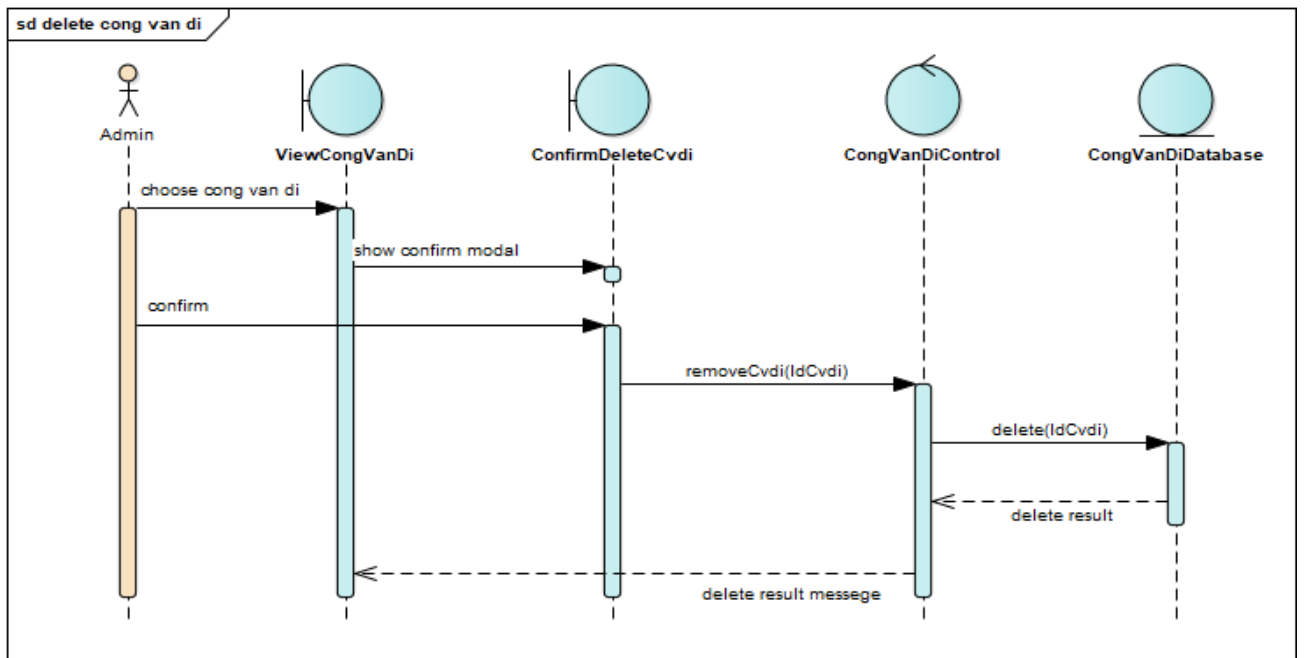 sd delete cong van di
Admin
ViewCongVanDi
ConfirmDeleteCvdi
CongVanDiControl
CongVanDiDatabase
choose cong van di
show confirm modal
confirm
removeCvdi(IdCvdi)
delete(IdCvdi)
delete result
delete result messege